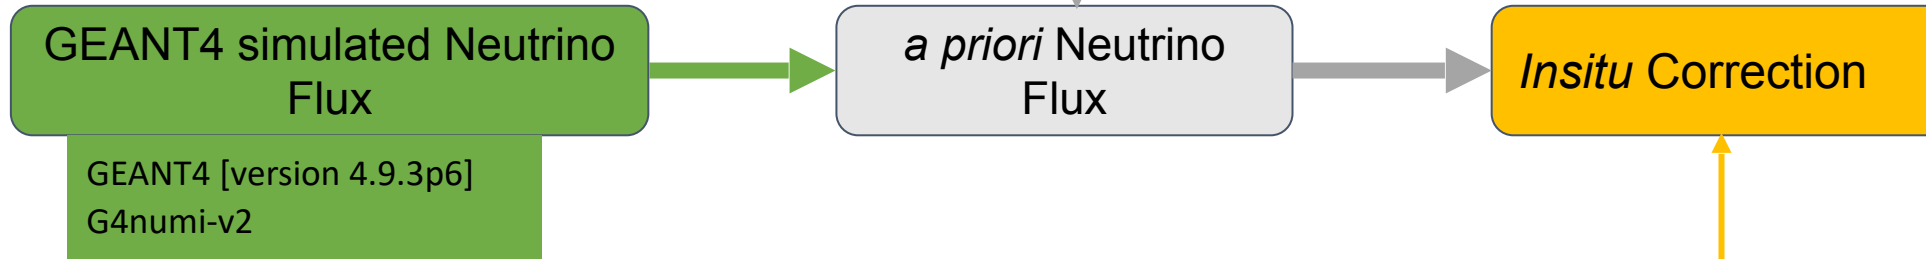 GEANT4 simulated Neutrino
Flux
a priori Neutrino
Flux
Insitu Correction
GEANT4 [version 4.9.3p6]
G4numi-v2